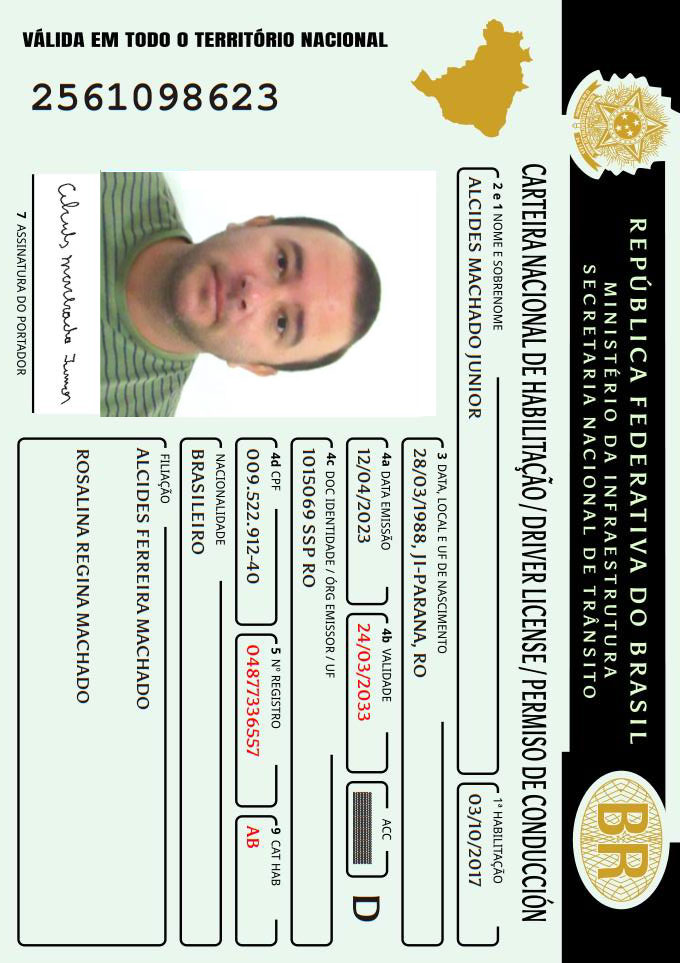 REPÚBLICA FEDERATIVA DO BRASIL
MINISTÉRIO DA INFRAESTRUTURA
SECRETARIA NACIONAL DE TRÂNSITO
BR
CARTEIRA NACIONAL DE HABILITAÇÃO / DRIVER LICENSE / PERMISO DE CONDUCCIÓN
2 e 1 NOME E SOBRENOME
ALCIDES MACHADO JUNIOR
1ª HABILITAÇÃO
03/10/2017
3 DATA, LOCAL E UF DE NASCIMENTO
28/03/1988, JI-PARANA, RO
4a DATA EMISSÃO
12/04/2023
4b VALIDADE
24/03/2033
ACC
D
4c DOC IDENTIDADE / ÓRG EMISSOR / UF
1015069 SSP RO
4d CPF
009.522.912-40
5 Nº REGISTRO
04877336557
9 CAT HAB
AB
NACIONALIDADE
BRASILEIRO
FILIAÇÃO
ALCIDES FERREIRA MACHADO
ROSALINA REGINA MACHADO
Machado Junior
7 ASSINATURA DO PORTADOR
VÁLIDA EM TODO O TERRITÓRIO NACIONAL
2561098623